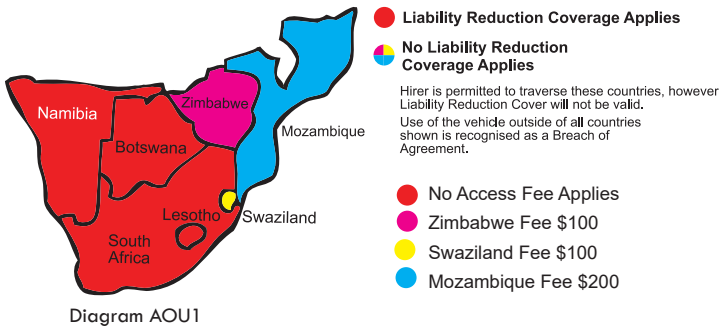 Namibia
Zimbabwe
Mozambique
Botswana
Lesotho
Swaziland
South
Africa
Diagram AOU1
Liability Reduction Coverage Applies
No Liability Reduction
Coverage Applies
Hirer is permitted to traverse these countries, however
Liability Reduction Cover will not be valid.
Use of the vehicle outside of all countries
shown is recognised as a Breach of
Agreement.
No Access Fee Applies
Zimbabwe Fee $100
Swaziland Fee $100
Mozambique Fee $200